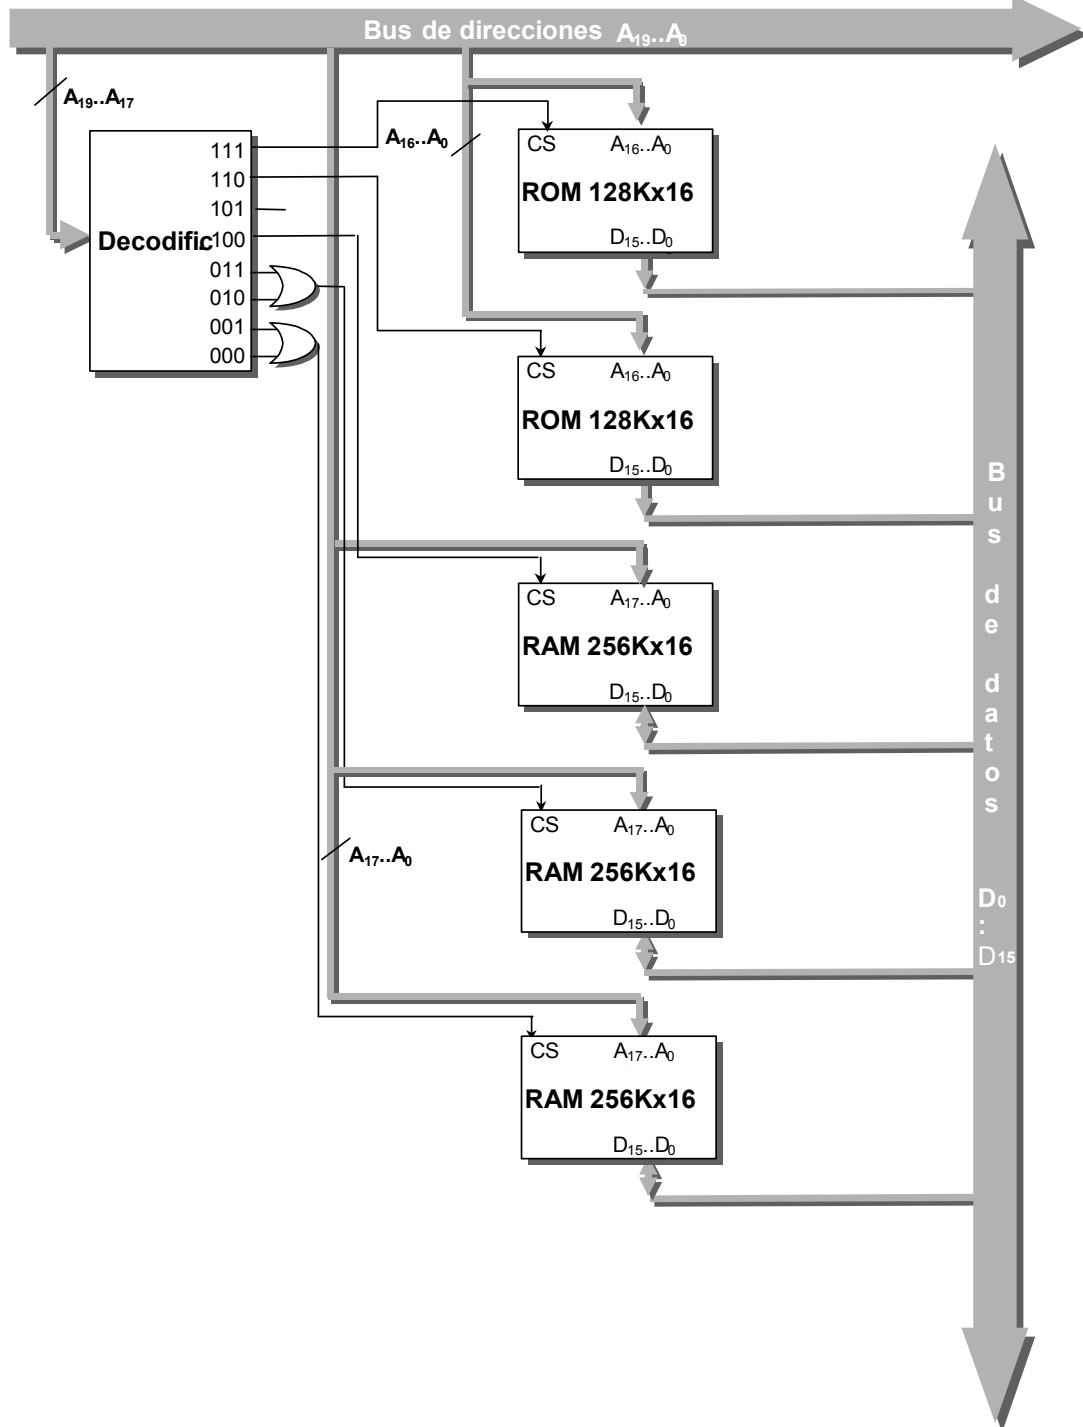 Bus de direcciones A19..A0
A19..A17
A16..A0
111
110
101
100
011
010
001
000
Decodific
CS A16..A0
ROM 128Kx16
D15..D0
CS A16..A0
ROM 128Kx16
D15..D0
CS A17..A0
RAM 256Kx16
D15..D0
CS A17..A0
RAM 256Kx16
D15..D0
A17..A0
CS A17..A0
RAM 256Kx16
D15..D0
Bus de datos
D0
:
D15